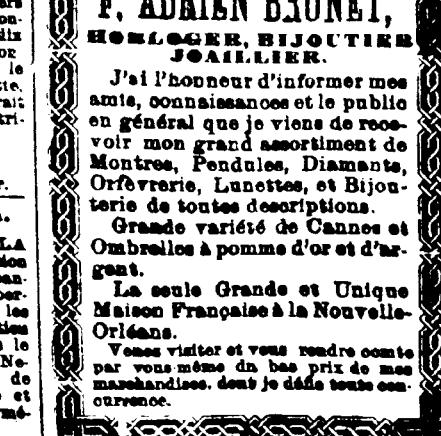 F. ADRIEN BRUNET,
HORLOGER, BIJOUTIER
JOAILLIER.
J'ai l'honneur d'informer mes
amis, connaissances et le public
en général que je viens de rece-
voir mon grand assortiment de
Montres, Pendules, Diamants,
Orfèvrerie, Lunettes, et Bijou-
terie de toutes descriptions.
Grande variété de Cannes et
Ombrelles à pomme d'or et d'ar-
gent.
La seule Grande et Unique
Maison Française à la Nouvelle-
Orléans.
Venez visiter et vous rendre comte
par vous-même du bas prix de mes
marchandises, dont je défie toute con-
currence.